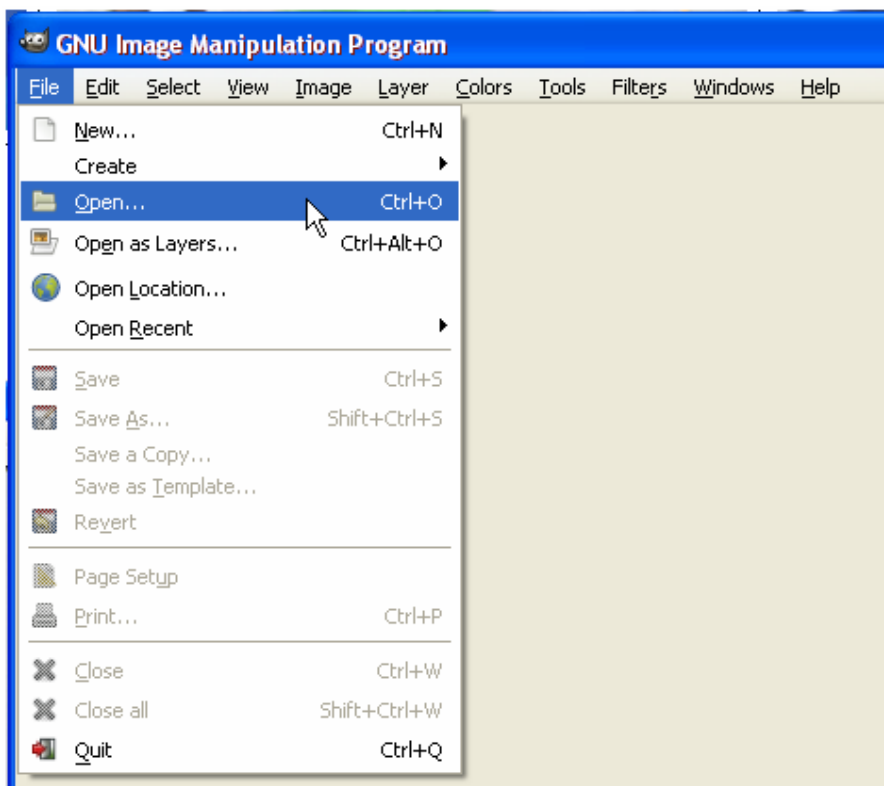 GNU Image Manipulation Program
File Edit Select View Image Layer Colors Tools Filters Windows Help
New... Ctrl+N
Create
Open... Ctrl+O
Open as Layers... Ctrl+Alt+O
Open Location...
Open Recent
Save Ctrl+S
Save As... Shift+Ctrl+S
Save a Copy...
Save as Template...
Revert
Page Setup
Print... Ctrl+P
Close Ctrl+W
Close all Shift+Ctrl+W
Quit Ctrl+Q